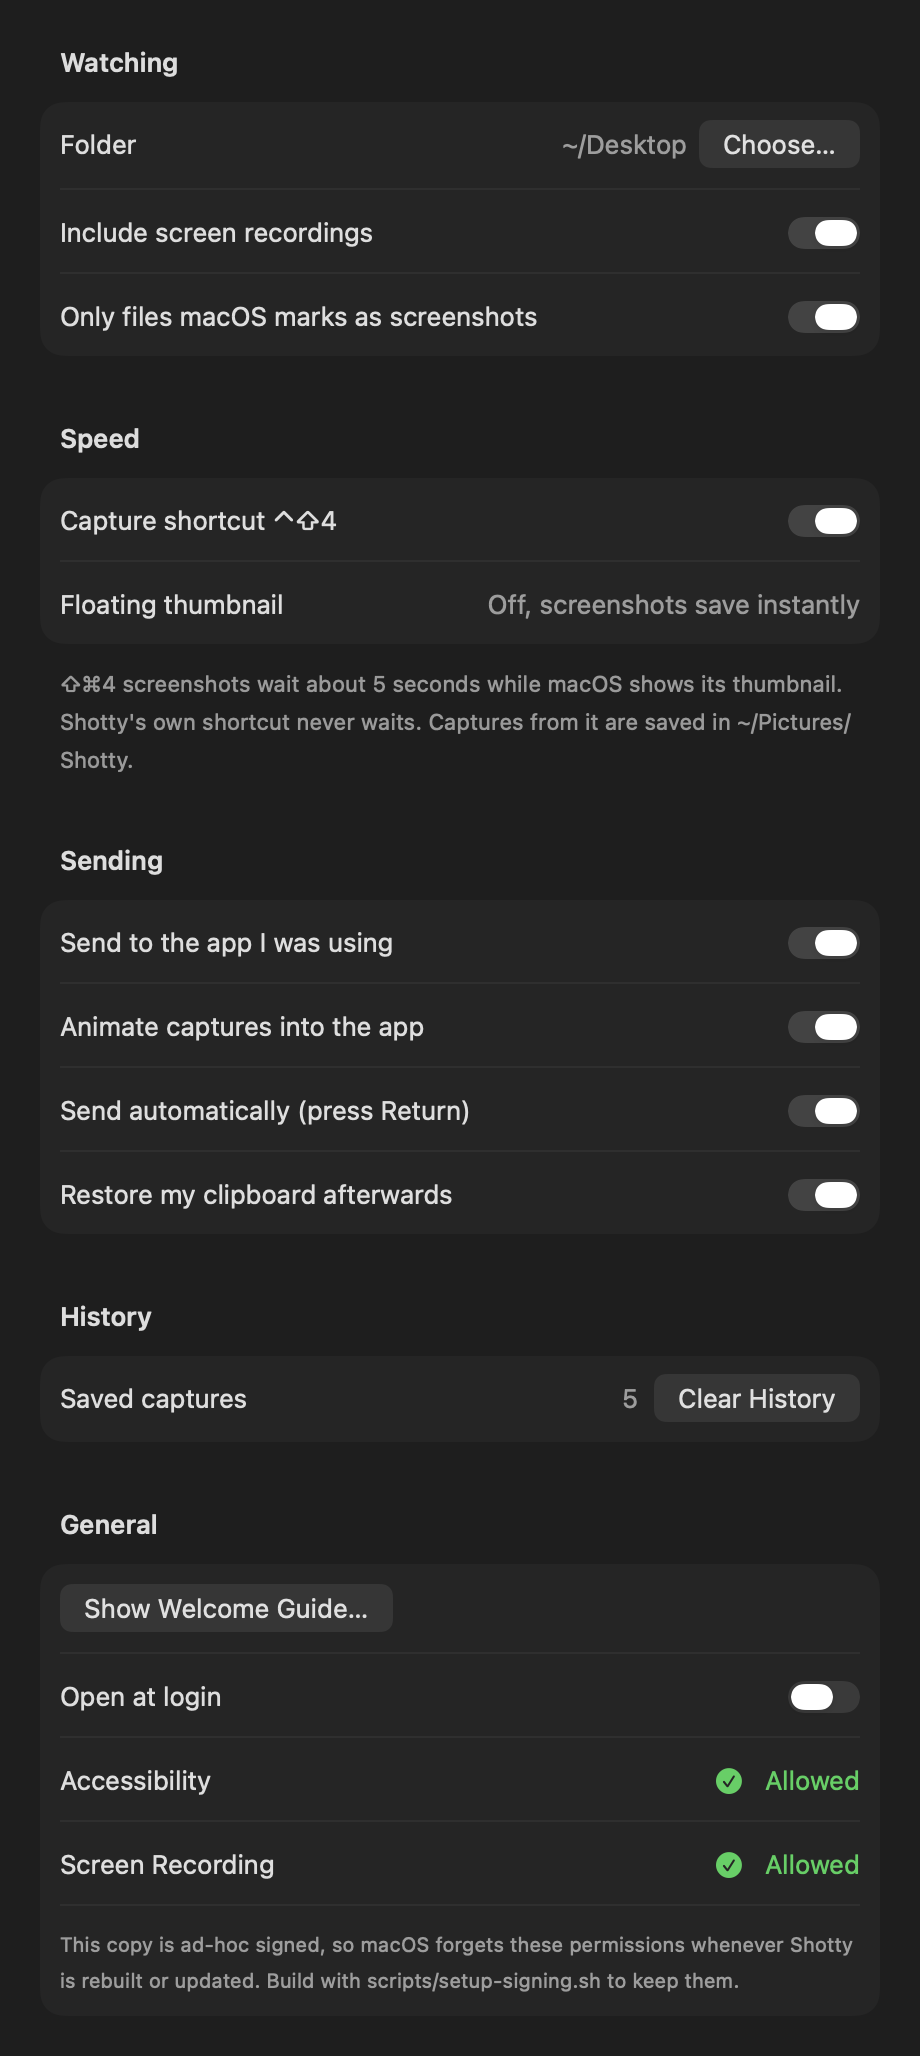 Watching
Folder ~/Desktop Choose...
Include screen recordings
Only files macOS marks as screenshots
Speed
Capture shortcut ^⇧4
Floating thumbnail Off, screenshots save instantly
⇧⌘4 screenshots wait about 5 seconds while macOS shows its thumbnail.
Shotty's own shortcut never waits. Captures from it are saved in ~/Pictures/
Shotty.
Sending
Send to the app I was using
Animate captures into the app
Send automatically (press Return)
Restore my clipboard afterwards
History
Saved captures 5 Clear History
General
Show Welcome Guide...
Open at login
Accessibility Allowed
Screen Recording Allowed
This copy is ad-hoc signed, so macOS forgets these permissions whenever Shotty
is rebuilt or updated. Build with scripts/setup-signing.sh to keep them.